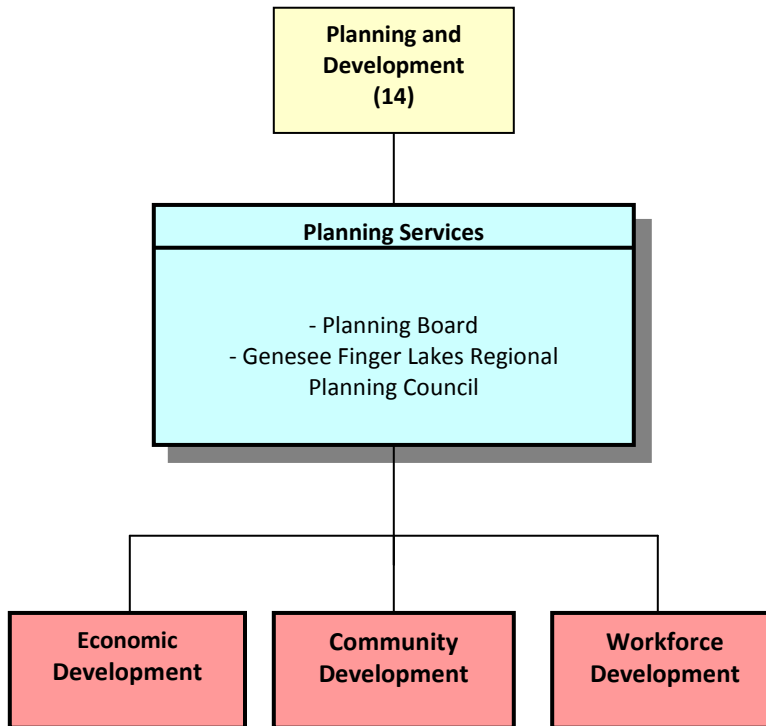 Planning and
Development
(14)
Planning Services
- Planning Board
- Genesee Finger Lakes Regional
Planning Council
Economic
Development
Community
Development
Workforce
Development